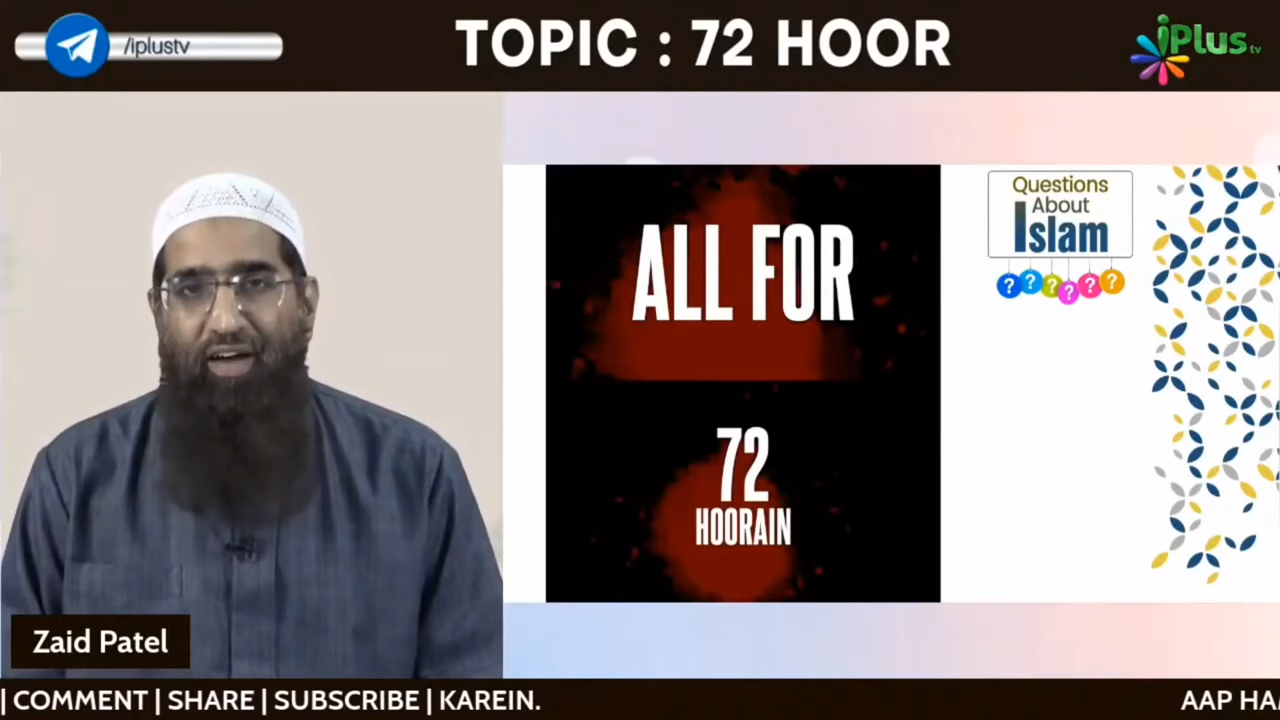 /iplustv
TOPIC : 72 HOOR
iPlus tv
ALL FOR
72
HOORAIN
Questions
About
Islam
? ? ? ? ? ?
Zaid Patel
| COMMENT | SHARE | SUBSCRIBE | KAREIN.
AAP HA